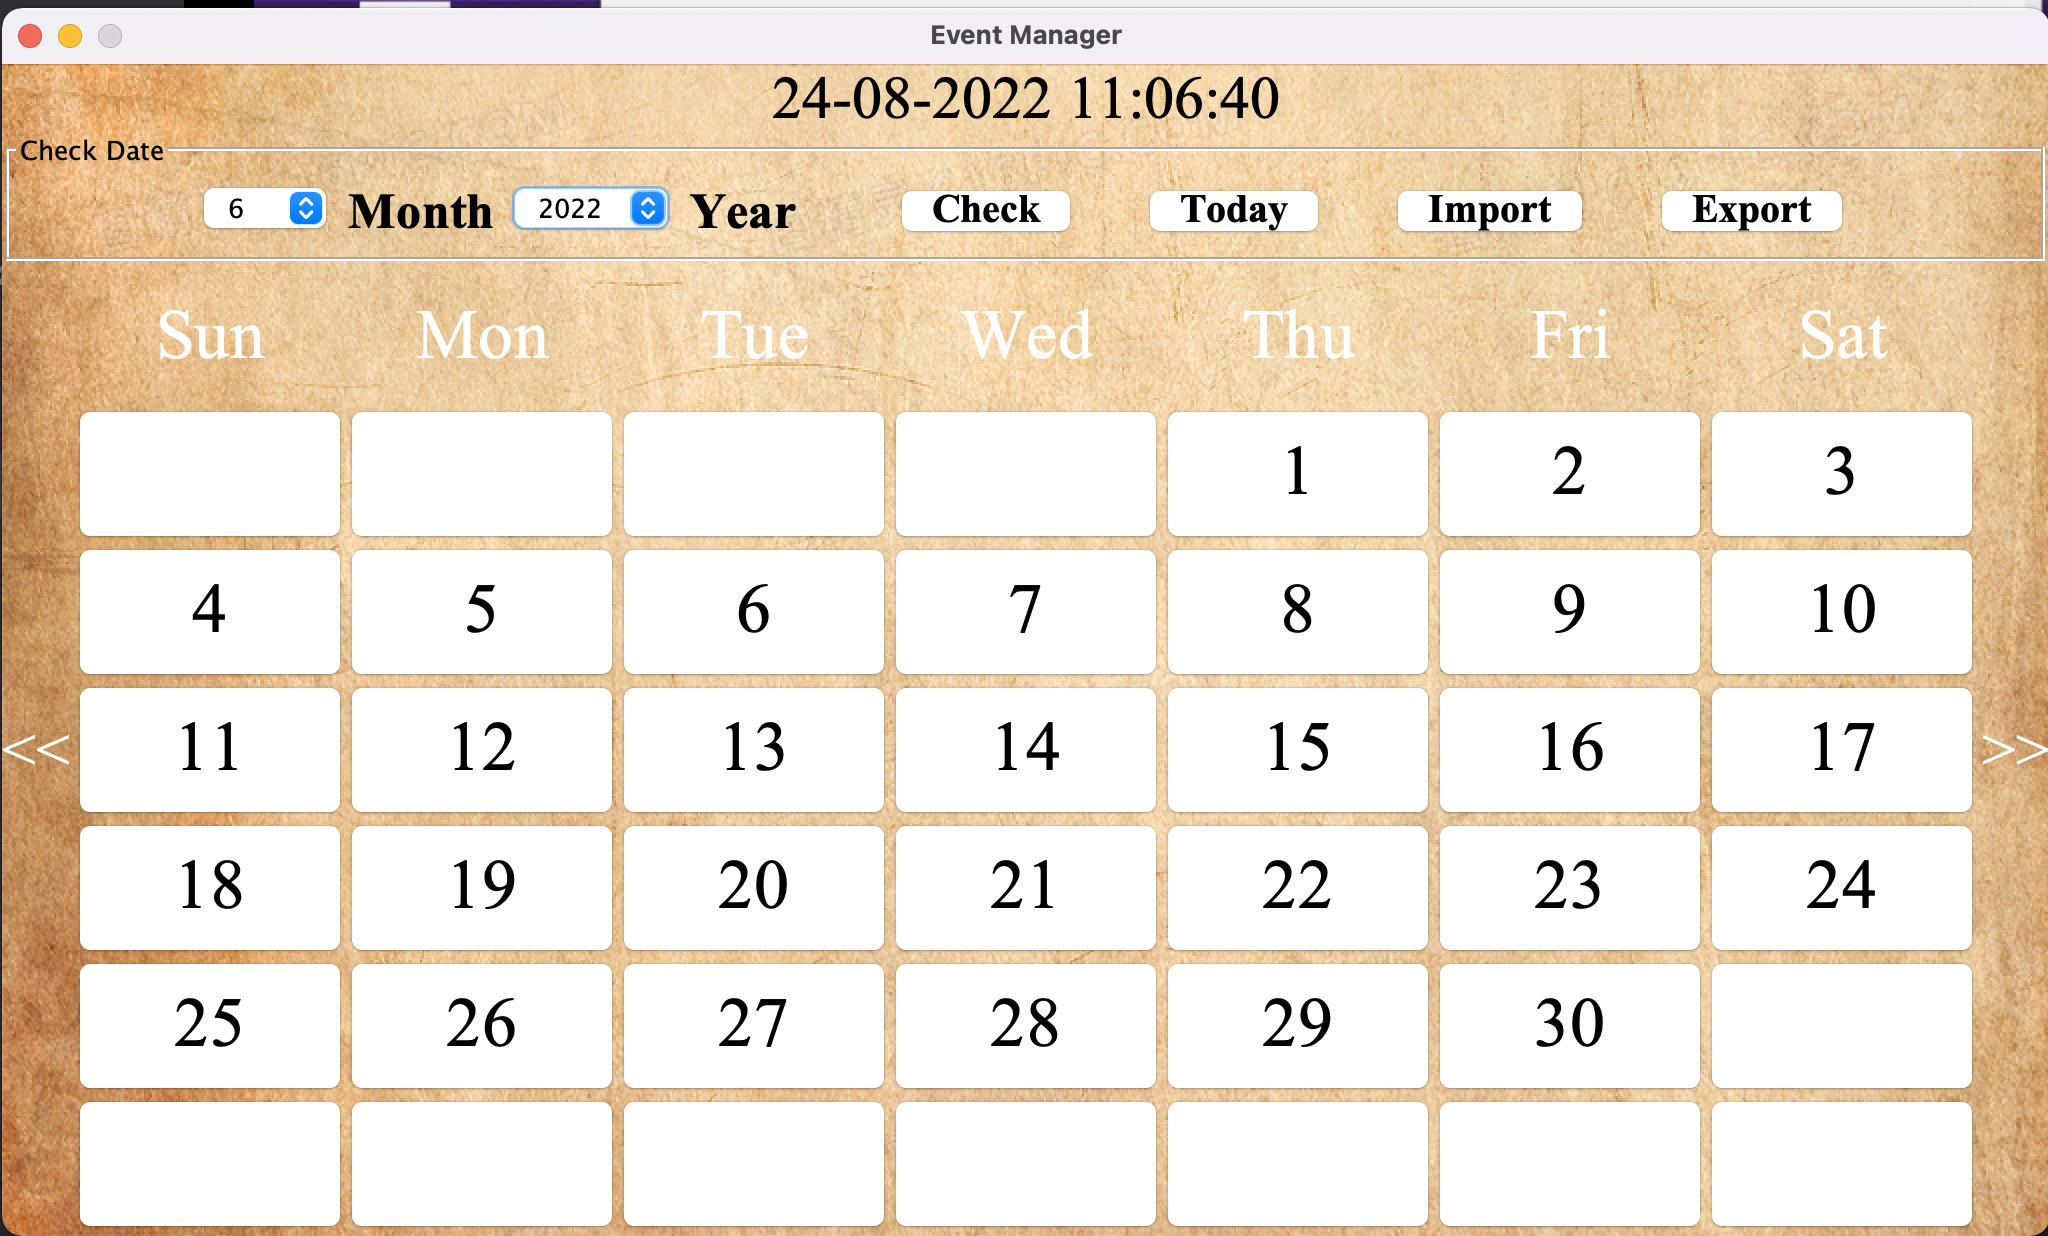 Event Manager
24-08-2022 11:06:40
Check Date
6 Month 2022 Year Check Today Import Export
Sun Mon Tue Wed Thu Fri Sat
1 2 3
4 5 6 7 8 9 10
<< 11 12 13 14 15 16 17 >>
18 19 20 21 22 23 24
25 26 27 28 29 30